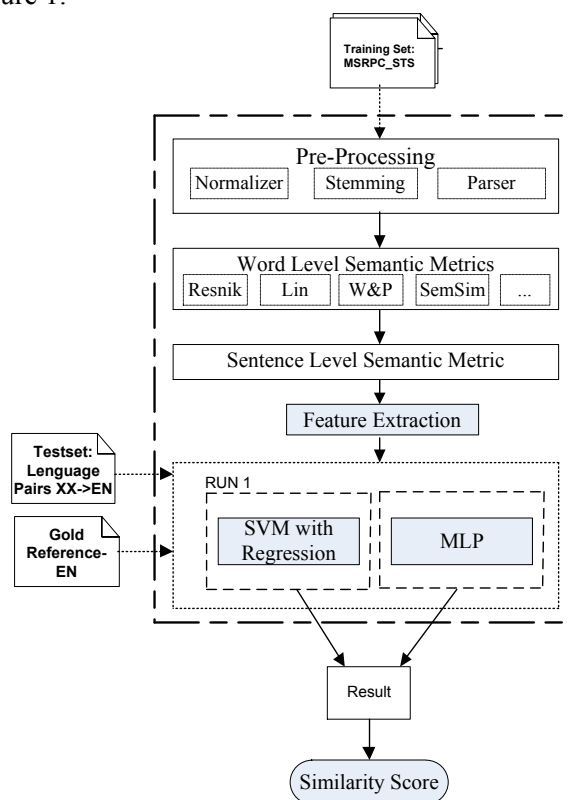 ure 1.
Training Set:
MSRPC_STS
Pre-Processing
Normalizer
Stemming
Parser
Word Level Semantic Metrics
Resnik
Lin
W&P
SemSim
...
Sentence Level Semantic Metric
Feature Extraction
Testset:
Lenguage
Pairs XX->EN
Gold
Reference-
EN
RUN 1
SVM with
Regression
MLP
Result
Similarity Score